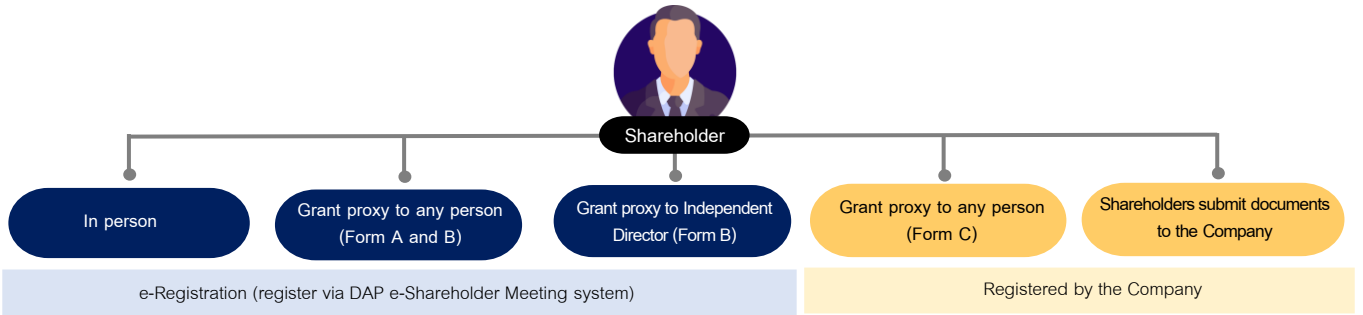 Shareholder
In person
Grant proxy to any person
(Form A and B)
Grant proxy to Independent
Director (Form B)
Grant proxy to any person
(Form C)
Shareholders submit documents
to the Company
e-Registration (register via DAP e-Shareholder Meeting system)
Registered by the Company